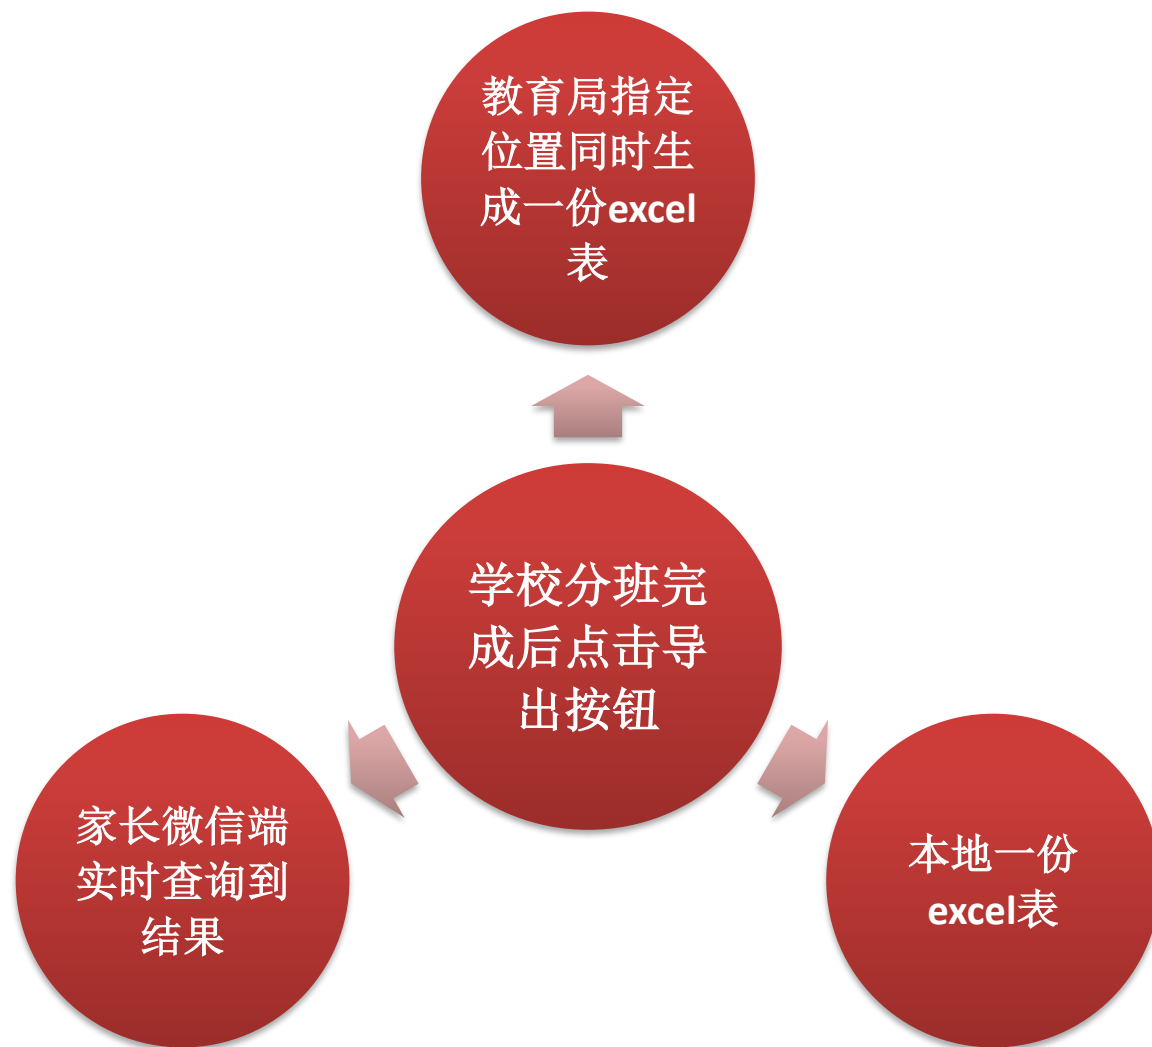 教育局指定
位置同时生
成一份excel
表
学校分班完
成后点击导
出按钮
家长微信端
实时查询到
结果
本地一份
excel表